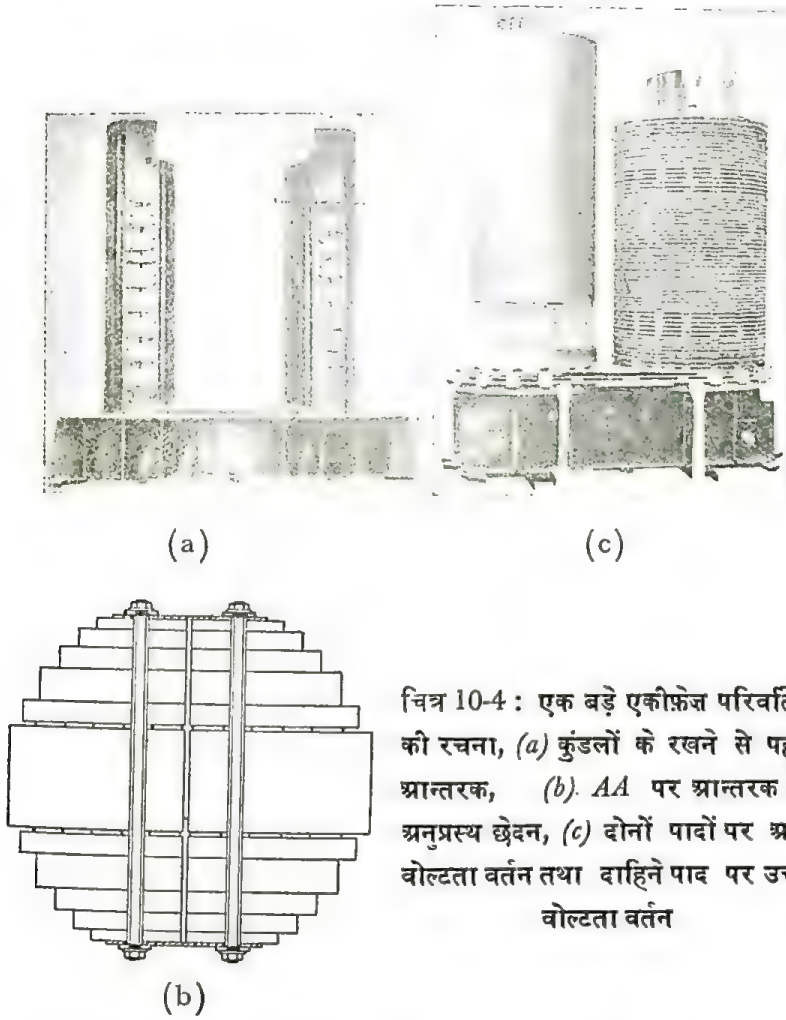 (a)
(c)
(b)
चित्र 10-4 : एक बड़े एकीफ़ेज़ परिवर्ति
की रचना, (a) कुंडलों के रखने से पह
आन्तरक, (b). AA पर आन्तरक
अनुप्रस्थ छेदन, (c) दोनों पादों पर अ
वोल्टता वर्तन तथा दाहिने पाद पर उच
वोल्टता वर्तन